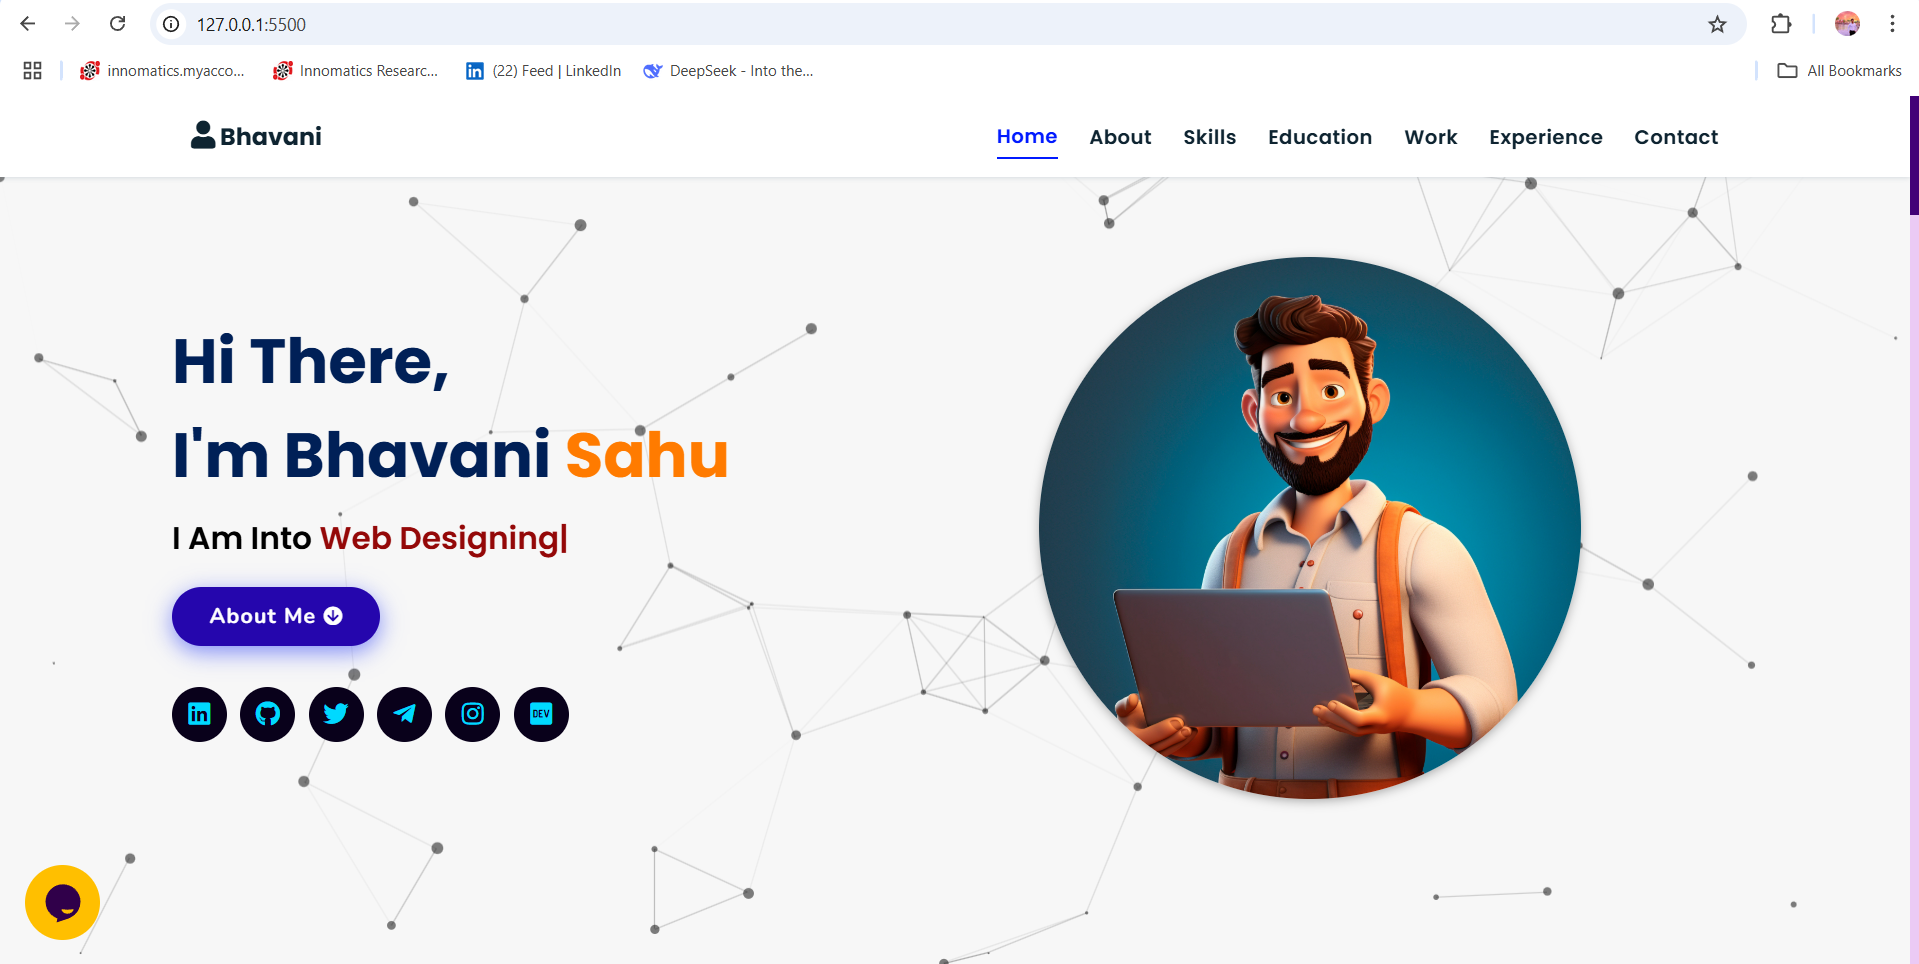 127.0.0.1:5500
innomatics.myacco...
Innomatics Researc...
(22) Feed | LinkedIn
DeepSeek - Into the...
All Bookmarks
Bhavani
Home About Skills Education Work Experience Contact
Hi There,
I'm Bhavani Sahu
I Am Into Web Designing|
About Me
in
DEV